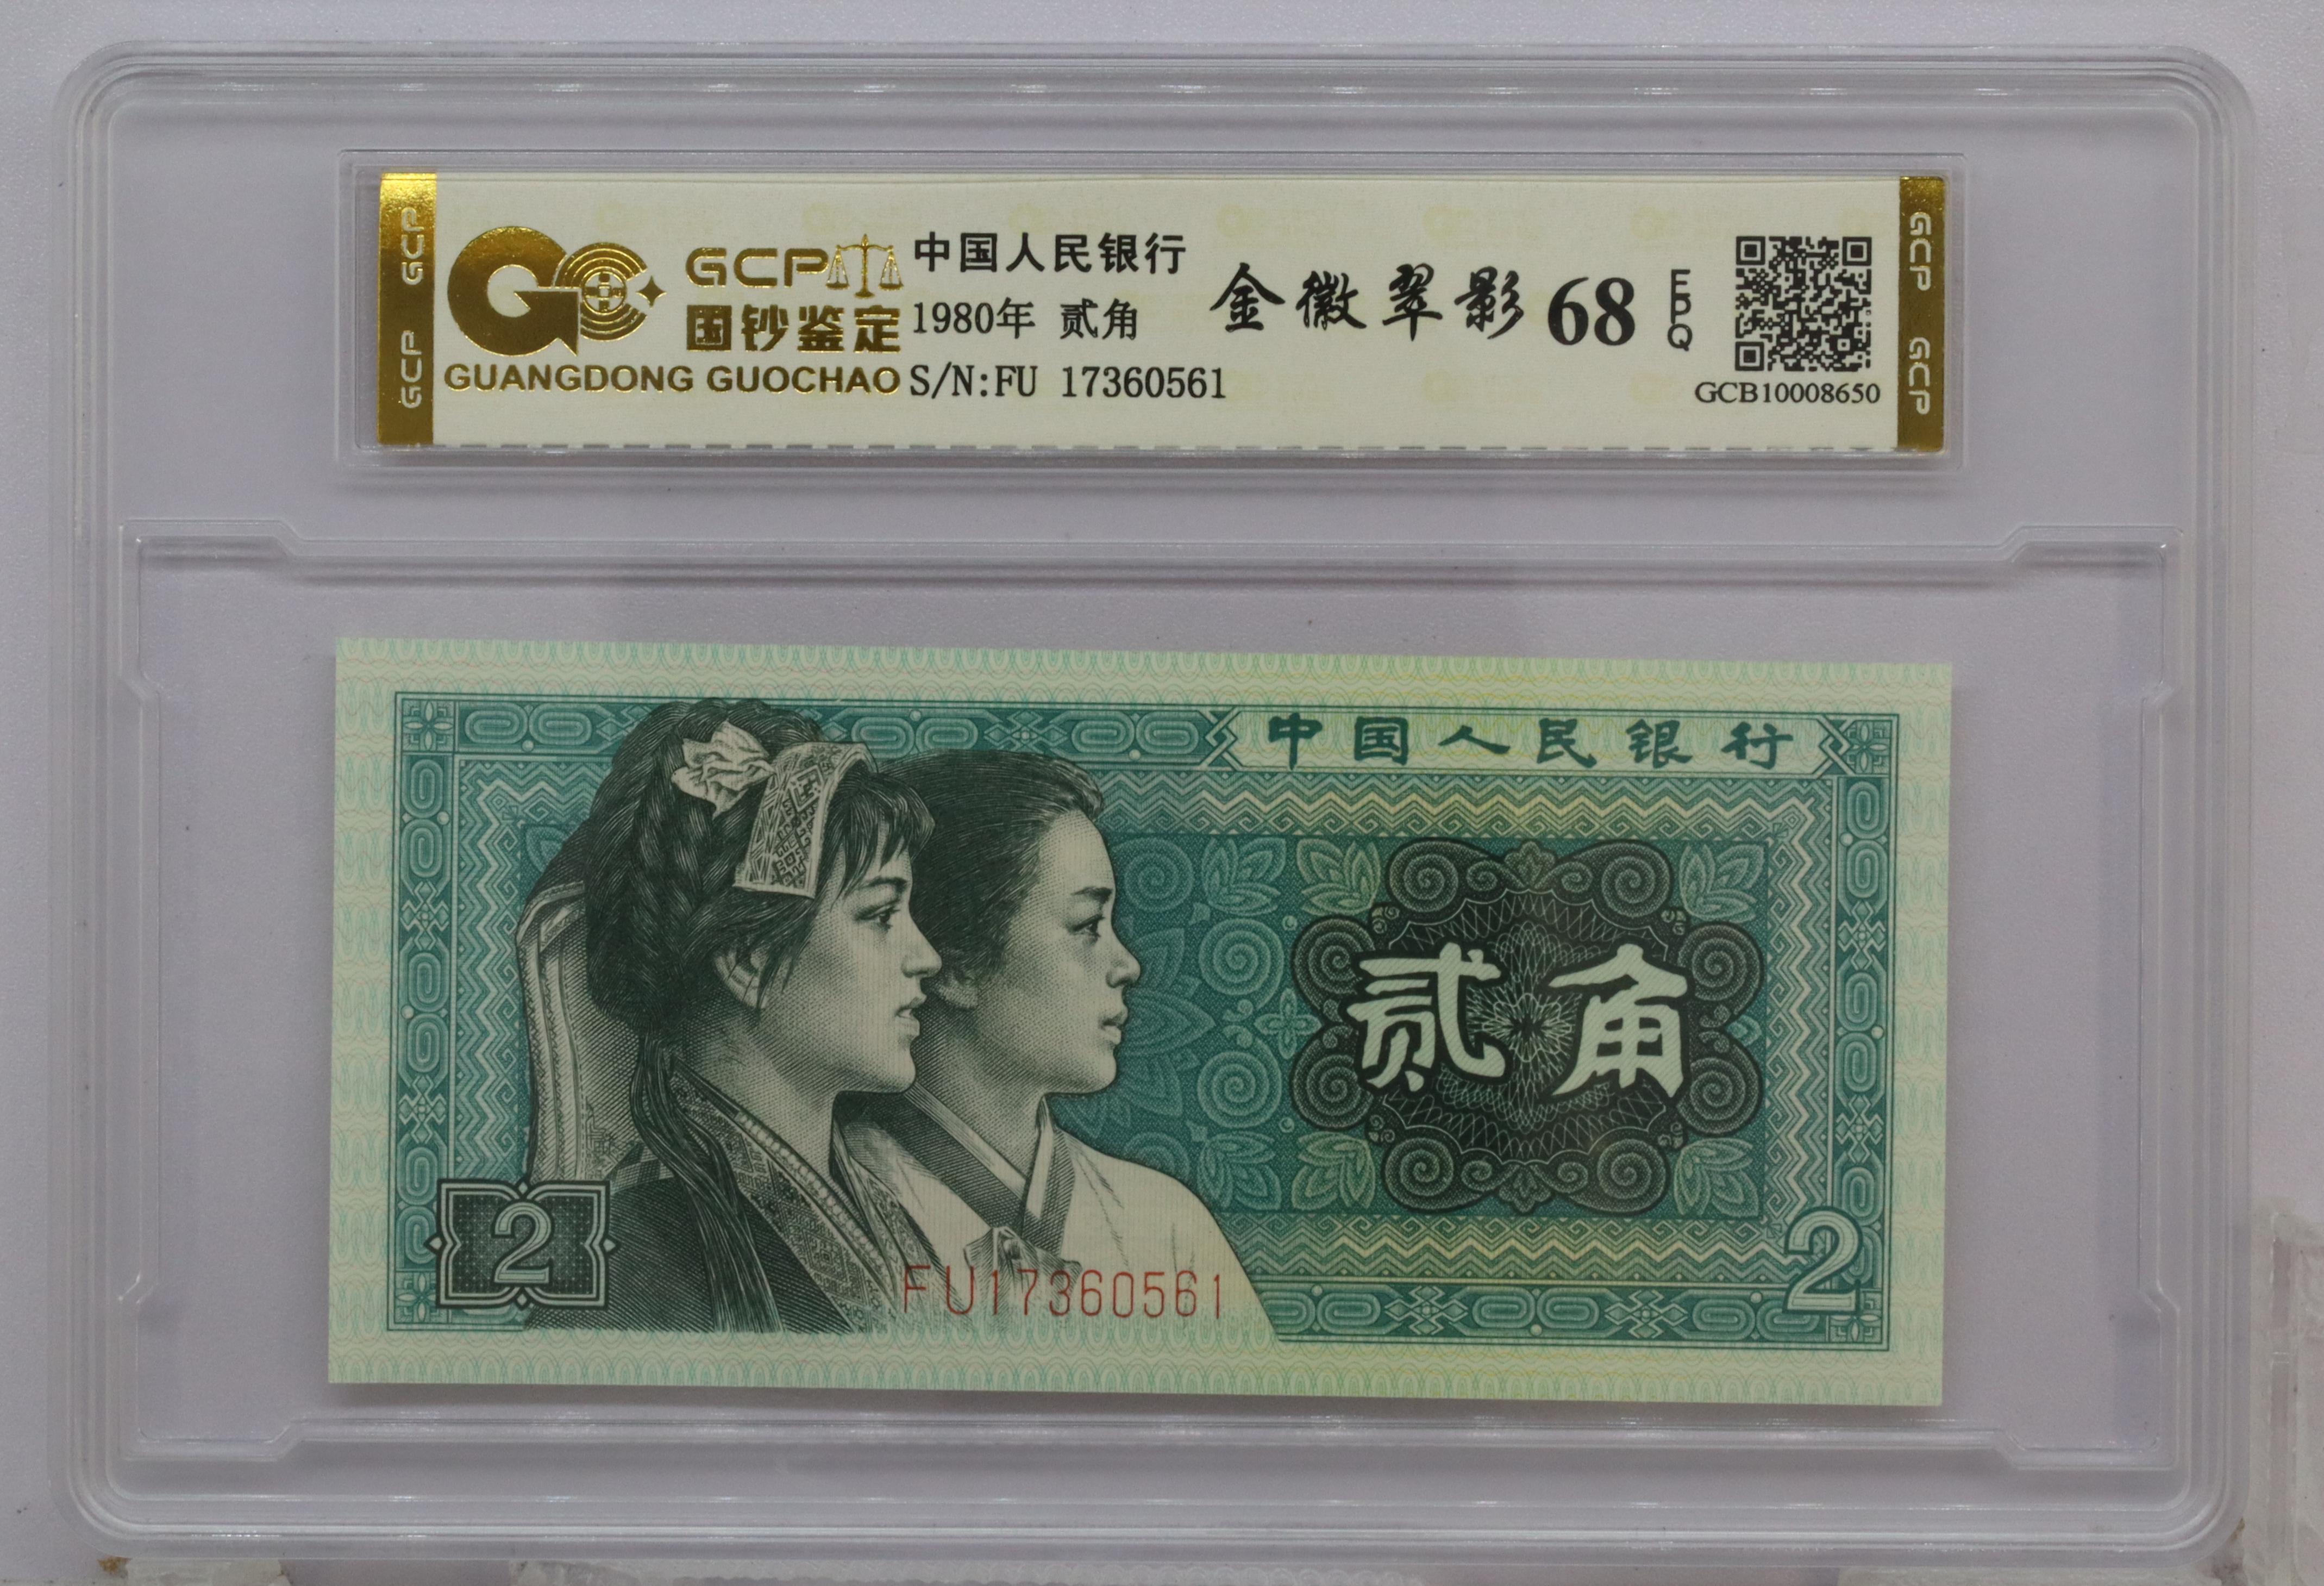 GCP GCP
GCP
国钞鉴定
GUANGDONG GUOCHAO
中国人民银行
1980年 贰角
S/N:FU 17360561
金徽翠影 68 EPQ
GCB10008650
GCP GCP
中国人民银行
贰角
2
FU17360561
2